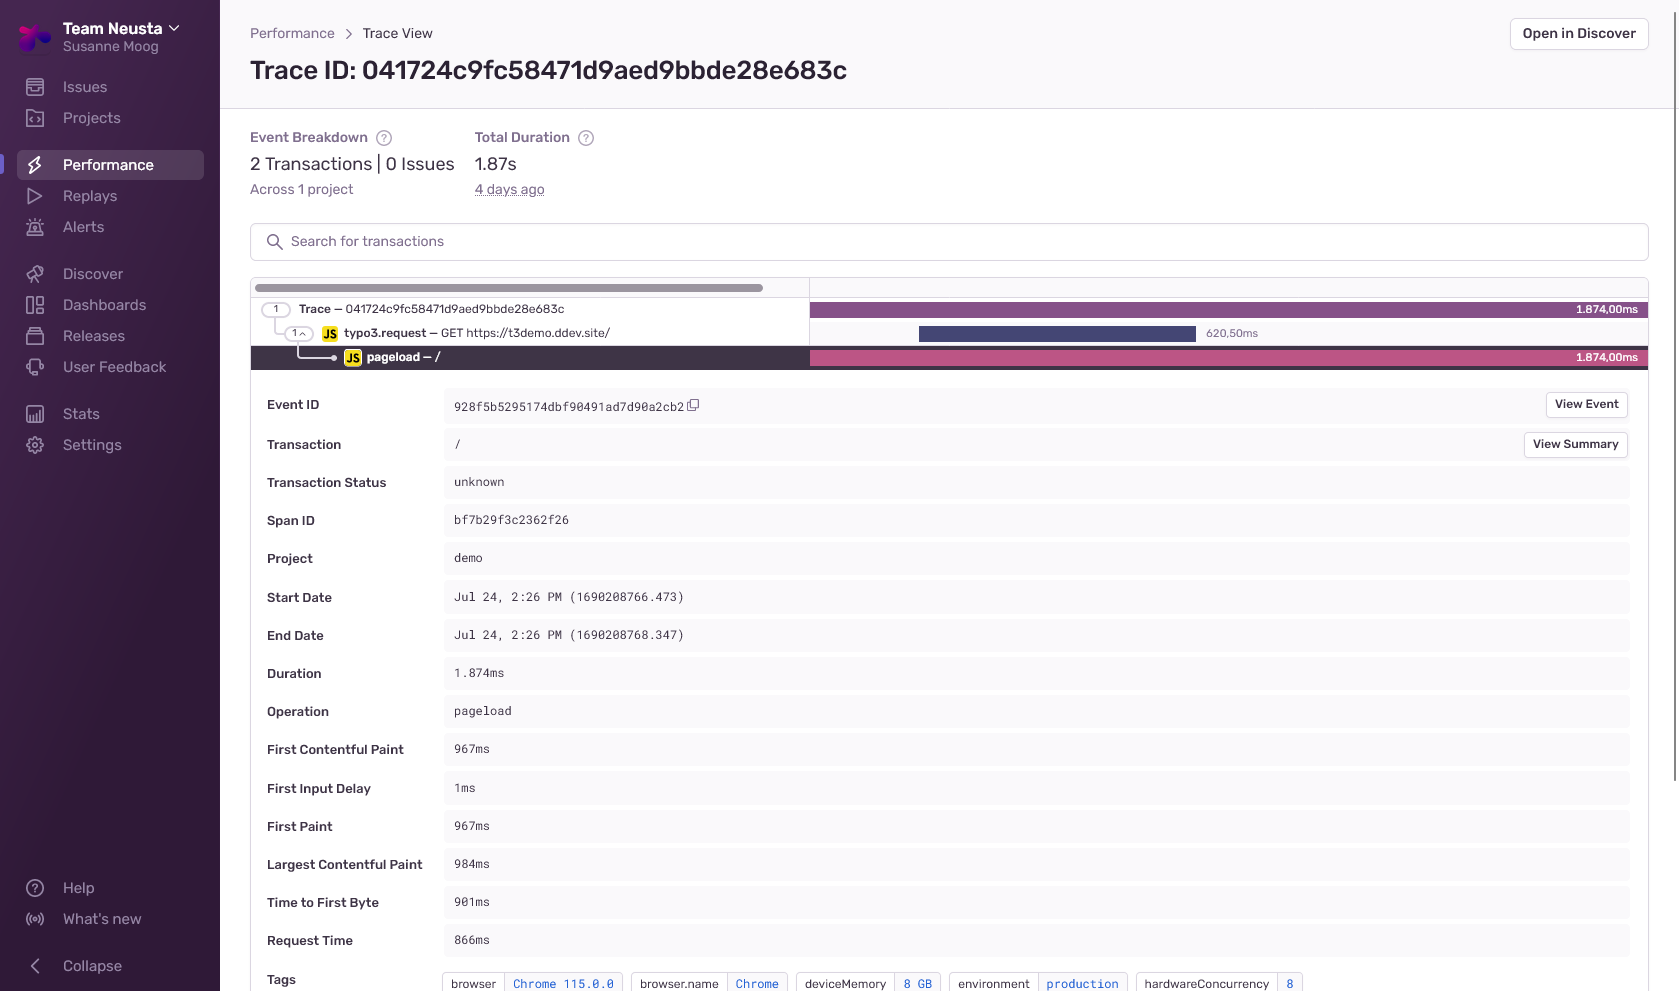 Team Neusta
Susanne Moog
Issues
Projects
Performance
Replays
Alerts
Discover
Dashboards
Releases
User Feedback
Stats
Settings
Help
What's new
Collapse
Performance > Trace View
Open in Discover
Trace ID: 041724c9fc58471d9aed9bbde28e683c
Event Breakdown ?
2 Transactions | 0 Issues
Across 1 project
Total Duration ?
1.87s
4 days ago
Search for transactions
1 Trace — 041724c9fc58471d9aed9bbde28e683c 1.874,00ms
1 JS typo3.request — GET https://t3demo.ddev.site/ 620,50ms
JS pageload — / 1.874,00ms
Event ID 928f5b5295174dbf90491ad7d90a2cb2 View Event
Transaction / View Summary
Transaction Status unknown
Span ID bf7b29f3c2362f26
Project demo
Start Date Jul 24, 2:26 PM (1690208766.473)
End Date Jul 24, 2:26 PM (1690208768.347)
Duration 1.874ms
Operation pageload
First Contentful Paint 967ms
First Input Delay 1ms
First Paint 967ms
Largest Contentful Paint 984ms
Time to First Byte 901ms
Request Time 866ms
Tags browser Chrome 115.0.0 browser.name Chrome deviceMemory 8 GB environment production hardwareConcurrency 8